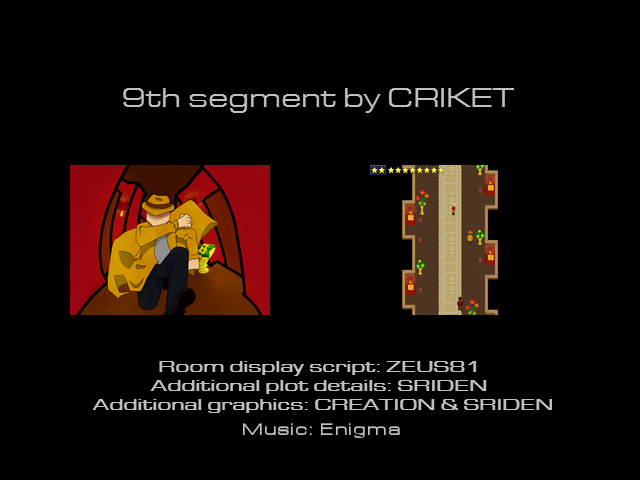 9th segment by CRIKET
Room display script: ZEUS81
Additional plot details: SRIDEN
Additional graphics: CREATION & SRIDEN
Music: Enigma